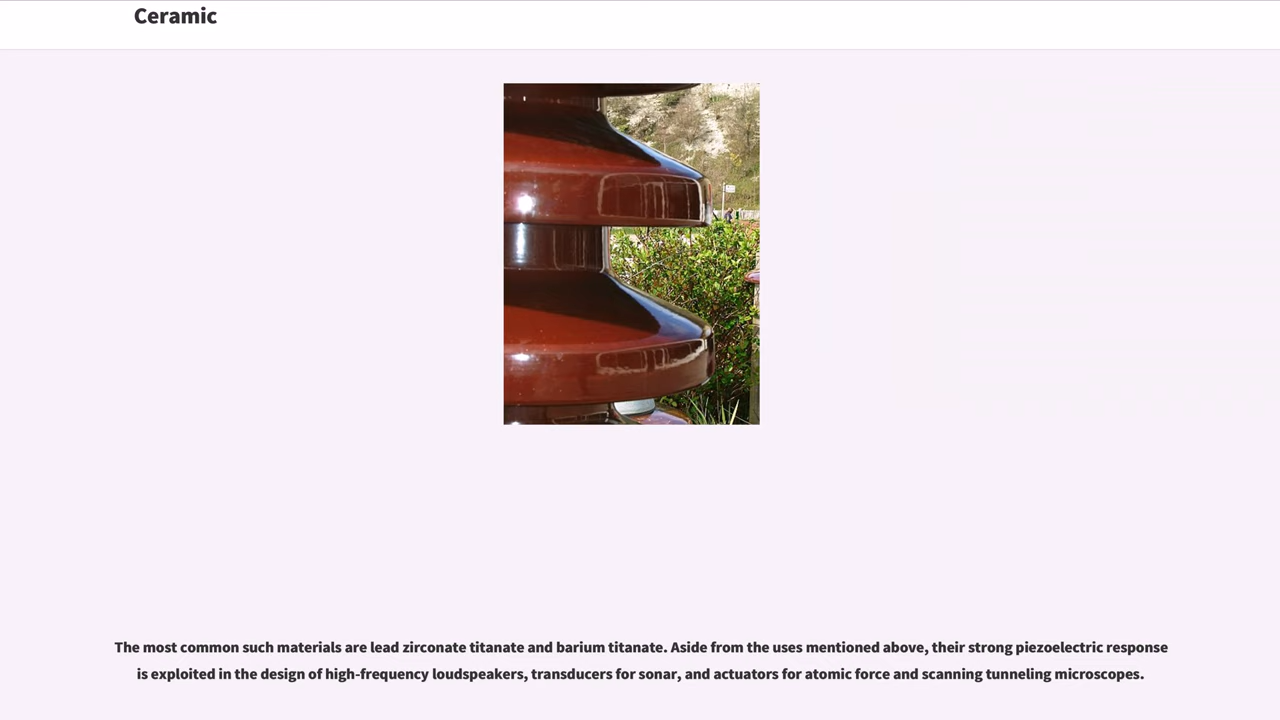 Ceramic
The most common such materials are lead zirconate titanate and barium titanate. Aside from the uses mentioned above, their strong piezoelectric response
is exploited in the design of high-frequency loudspeakers, transducers for sonar, and actuators for atomic force and scanning tunneling microscopes.